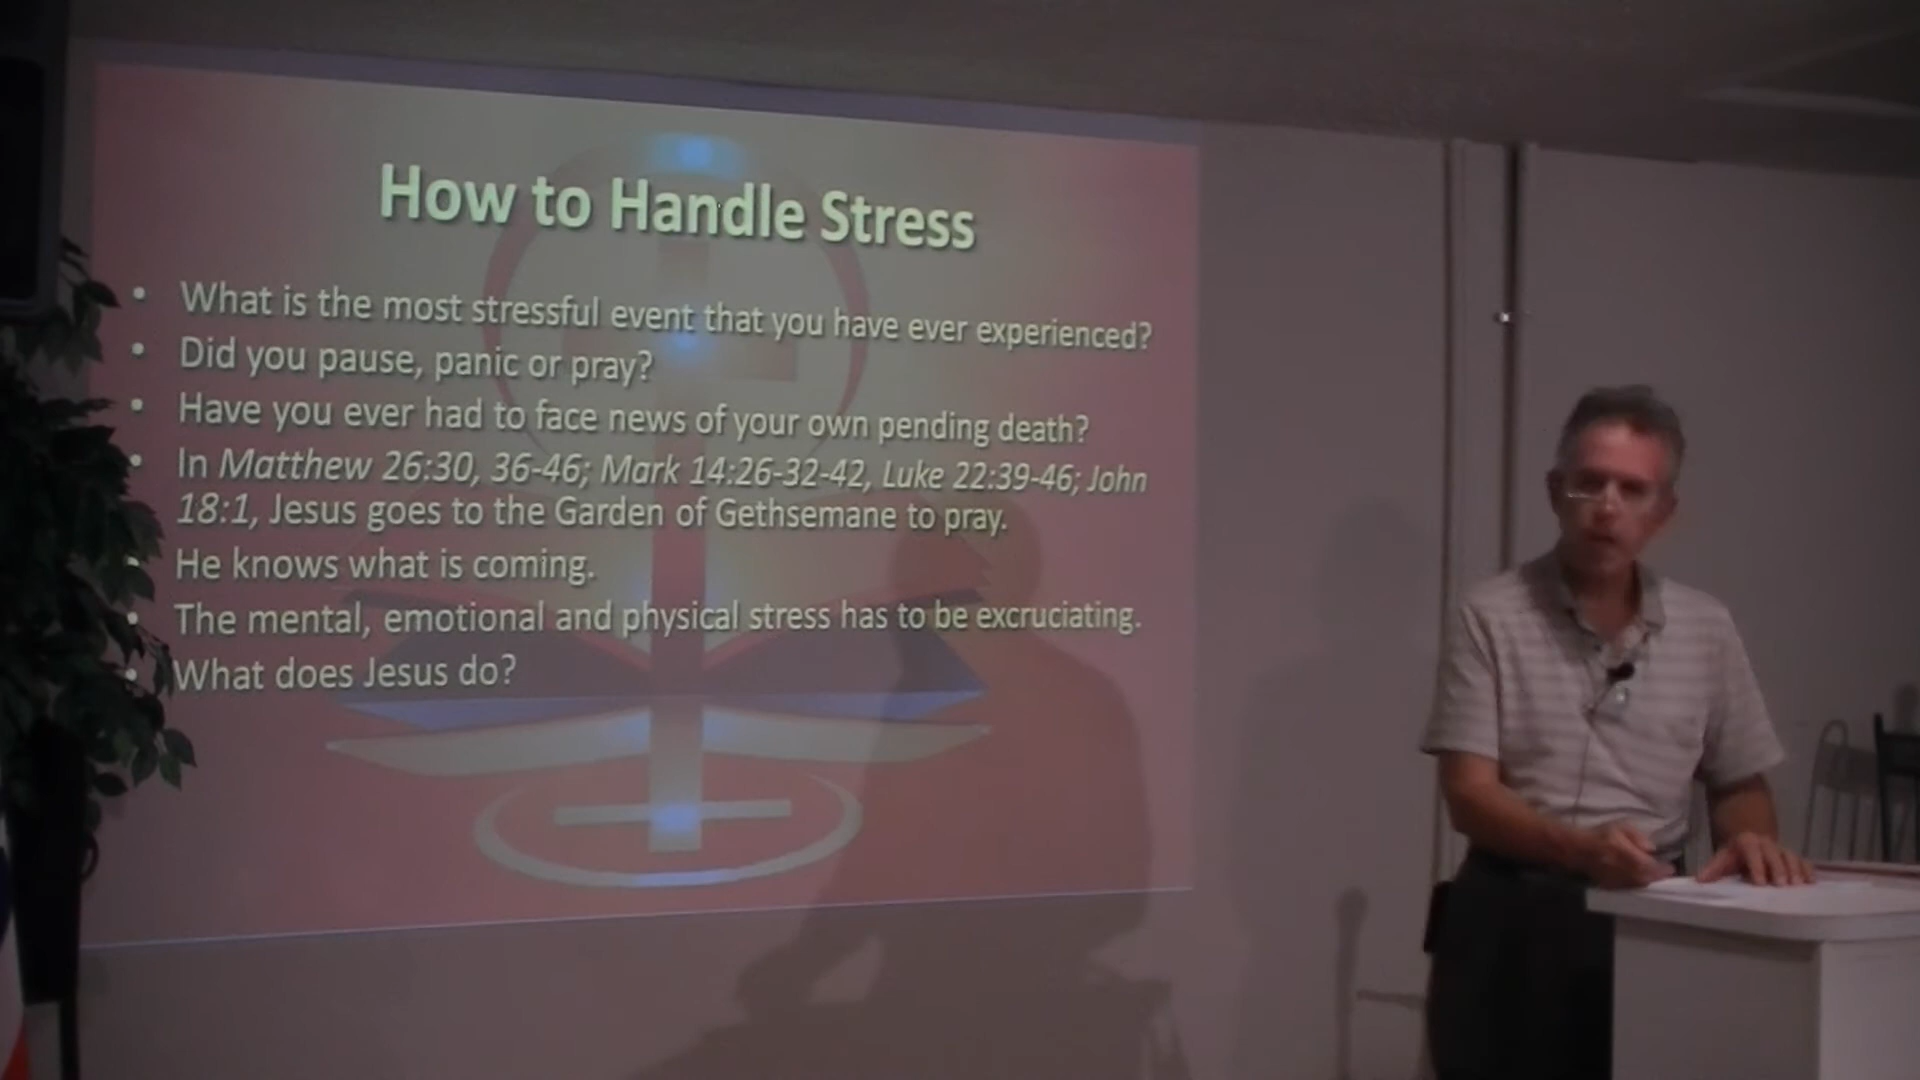 How to Handle Stress
• What is the most stressful event that you have ever experienced?
• Did you pause, panic or pray?
• Have you ever had to face news of your own pending death?
• In Matthew 26:30, 36-46; Mark 14:26-32-42, Luke 22:39-46; John
18:1, Jesus goes to the Garden of Gethsemane to pray.
• He knows what is coming.
• The mental, emotional and physical stress has to be excruciating.
• What does Jesus do?